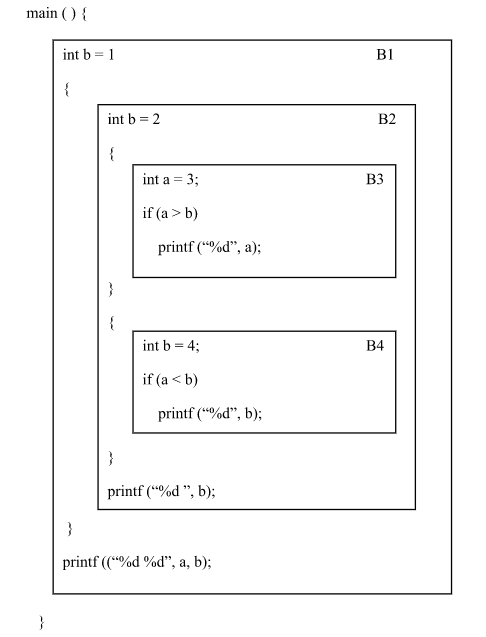 main ( ) {
int b = 1 B1
{
int b = 2 B2
{
int a = 3; B3
if (a > b)
printf (“%d”, a);
}
{
int b = 4; B4
if (a < b)
printf (“%d”, b);
}
printf (“%d ”, b);
}
printf ((“%d %d”, a, b);
}